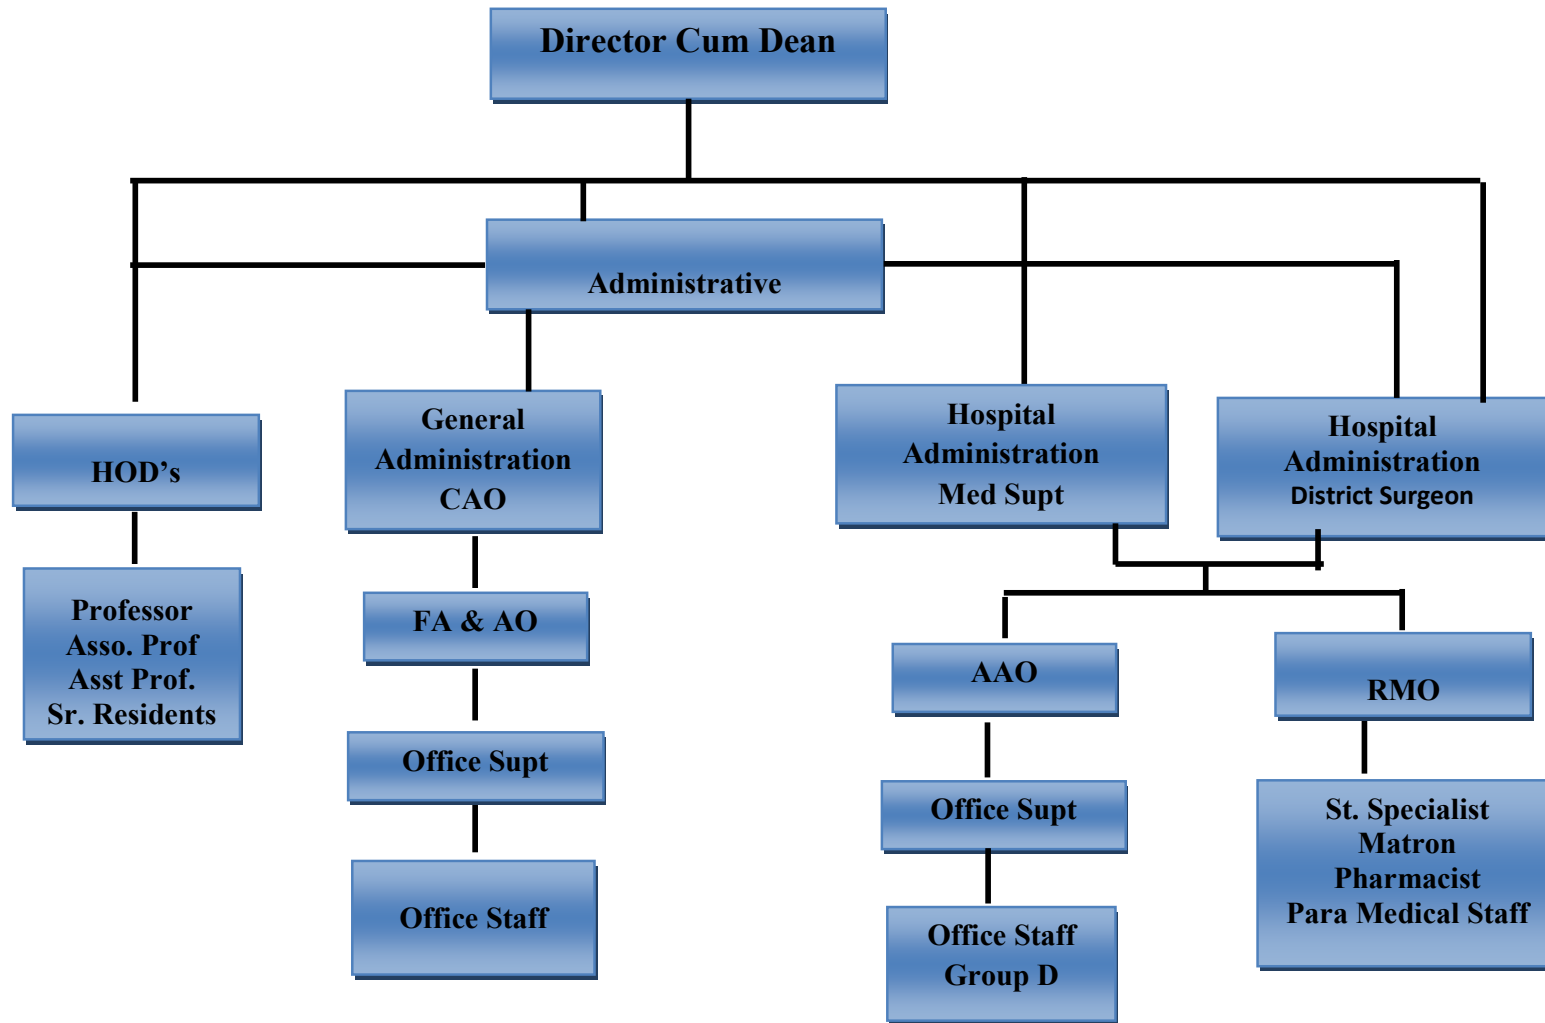 Director Cum Dean
Administrative
HOD’s
General
Administration
CAO
Hospital
Administration
Med Supt
Hospital
Administration
District Surgeon
Professor
Asso. Prof
Asst Prof.
Sr. Residents
FA & AO
Office Supt
Office Staff
AAO
RMO
Office Supt
St. Specialist
Matron
Pharmacist
Para Medical Staff
Office Staff
Group D